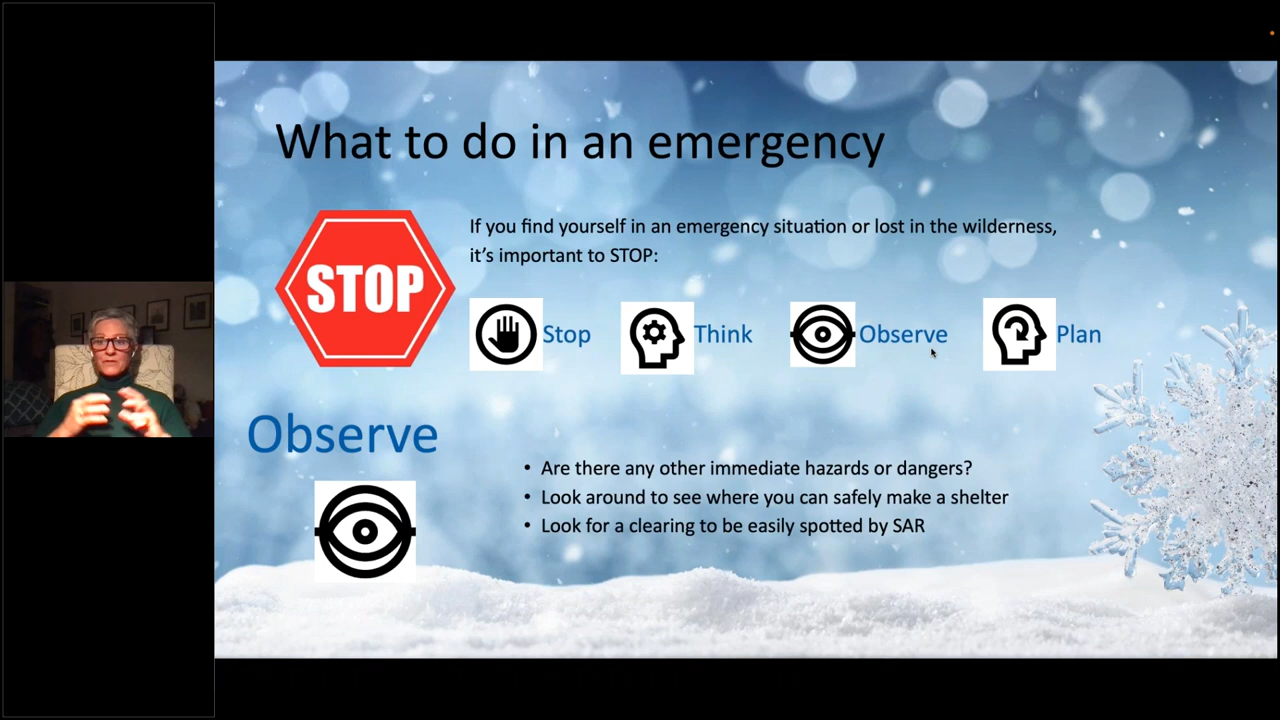 What to do in an emergency
STOP
If you find yourself in an emergency situation or lost in the wilderness,
it's important to STOP:
Stop
Think
Observe
Plan
Observe
• Are there any other immediate hazards or dangers?
• Look around to see where you can safely make a shelter
• Look for a clearing to be easily spotted by SAR